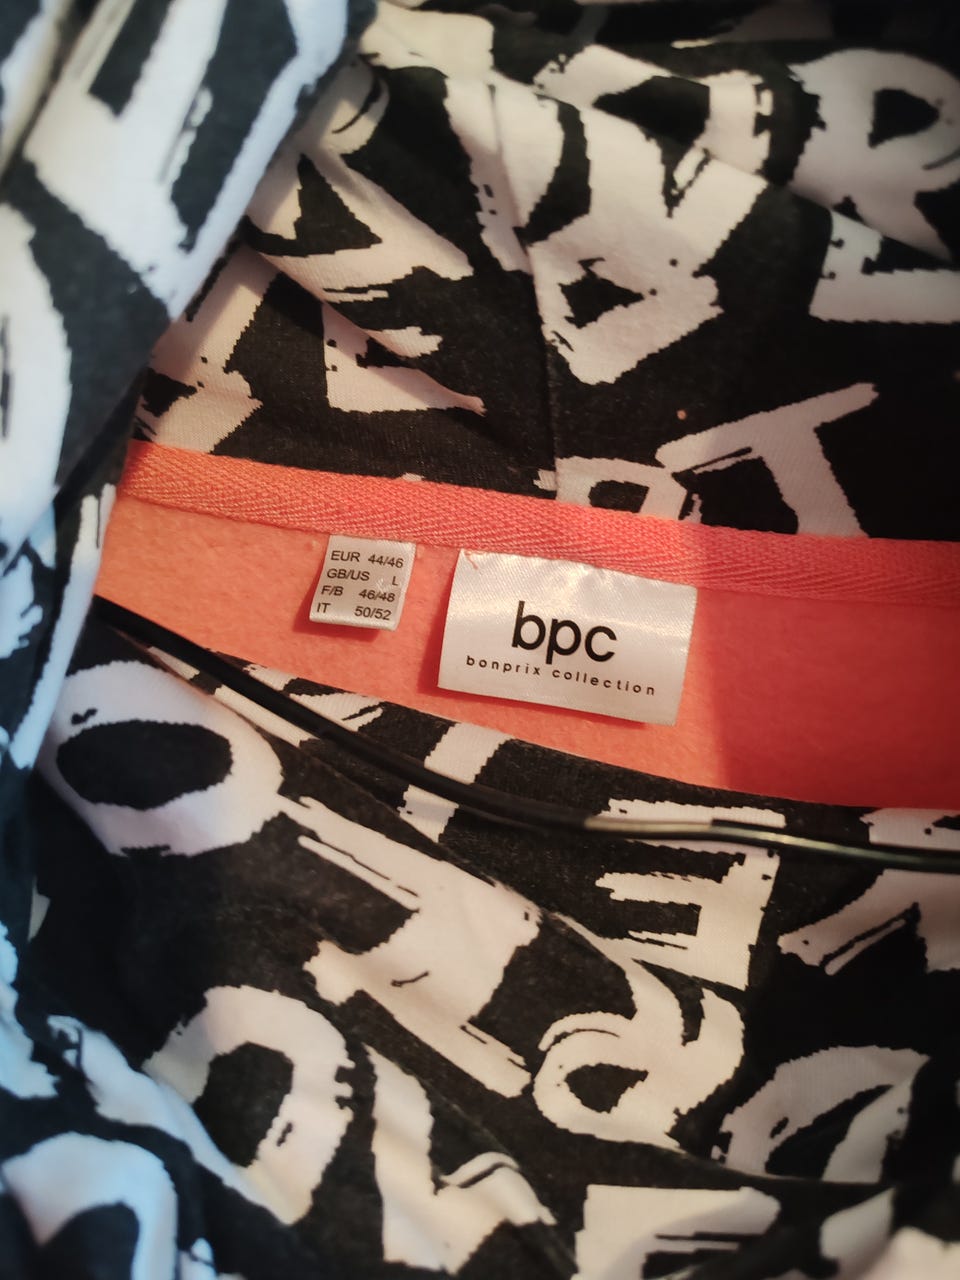 EUR 44/46
GB/US L
F/B 46/48
IT 50/52
bpc
bonprix collection